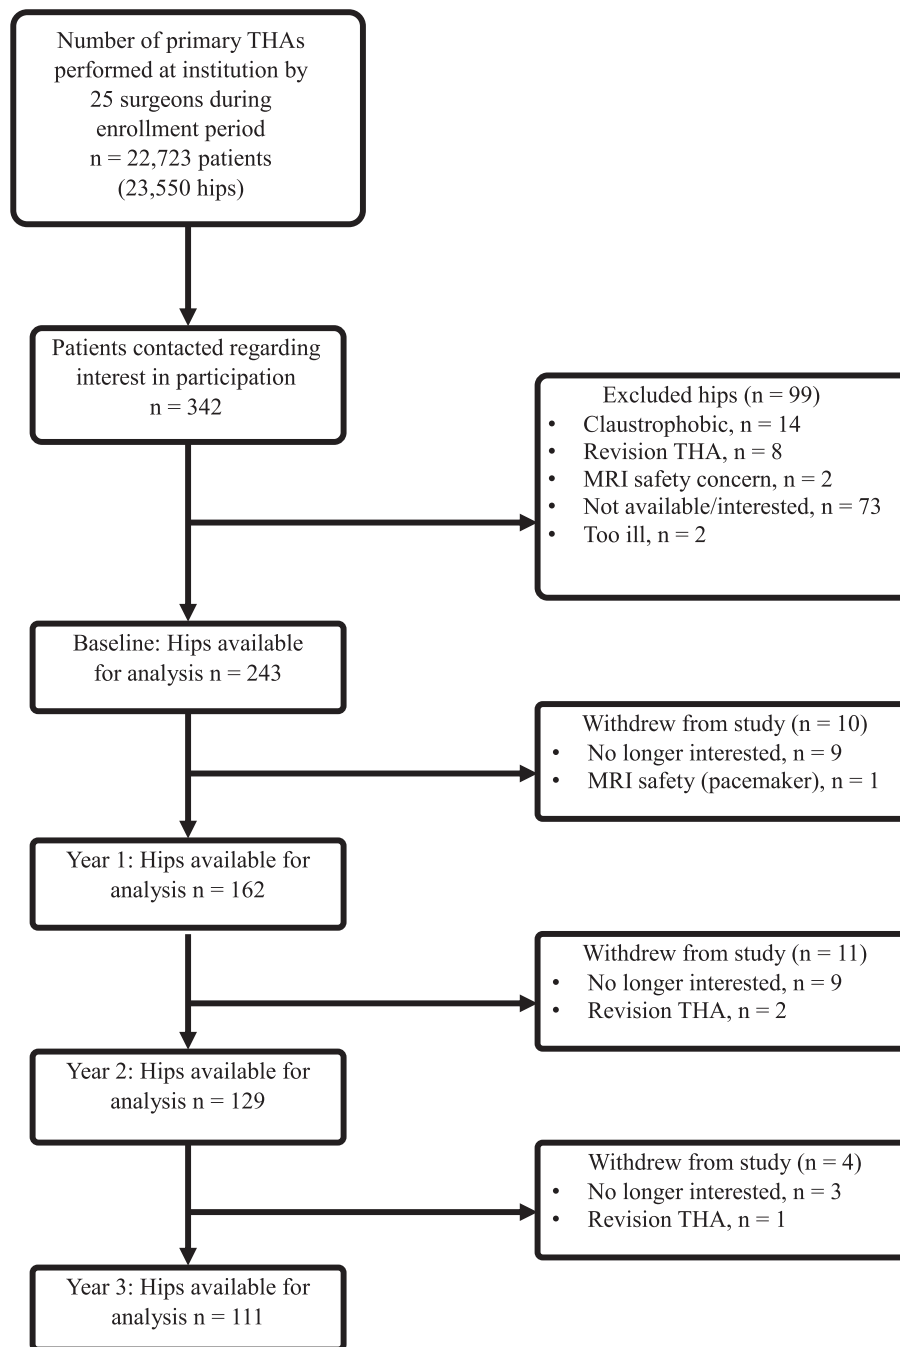 Number of primary THAs
performed at institution by
25 surgeons during
enrollment period
n = 22,723 patients
(23,550 hips)
Patients contacted regarding
interest in participation
n = 342
Excluded hips (n = 99)
• Claustrophobic, n = 14
• Revision THA, n = 8
• MRI safety concern, n = 2
• Not available/interested, n = 73
• Too ill, n = 2
Baseline: Hips available
for analysis n = 243
Withdrew from study (n = 10)
• No longer interested, n = 9
• MRI safety (pacemaker), n = 1
Year 1: Hips available for
analysis n = 162
Withdrew from study (n = 11)
• No longer interested, n = 9
• Revision THA, n = 2
Year 2: Hips available for
analysis n = 129
Withdrew from study (n = 4)
• No longer interested, n = 3
• Revision THA, n = 1
Year 3: Hips available for
analysis n = 111